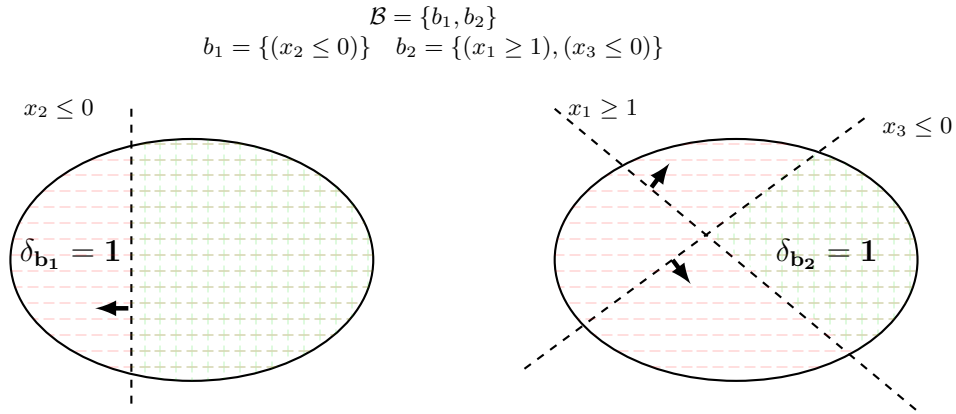 ℬ = {b₁, b₂}
b₁ = {(x₂ ≤ 0)} b₂ = {(x₁ ≥ 1), (x₃ ≤ 0)}
x₂ ≤ 0
δ_b₁ = 1
x₁ ≥ 1
x₃ ≤ 0
δ_b₂ = 1